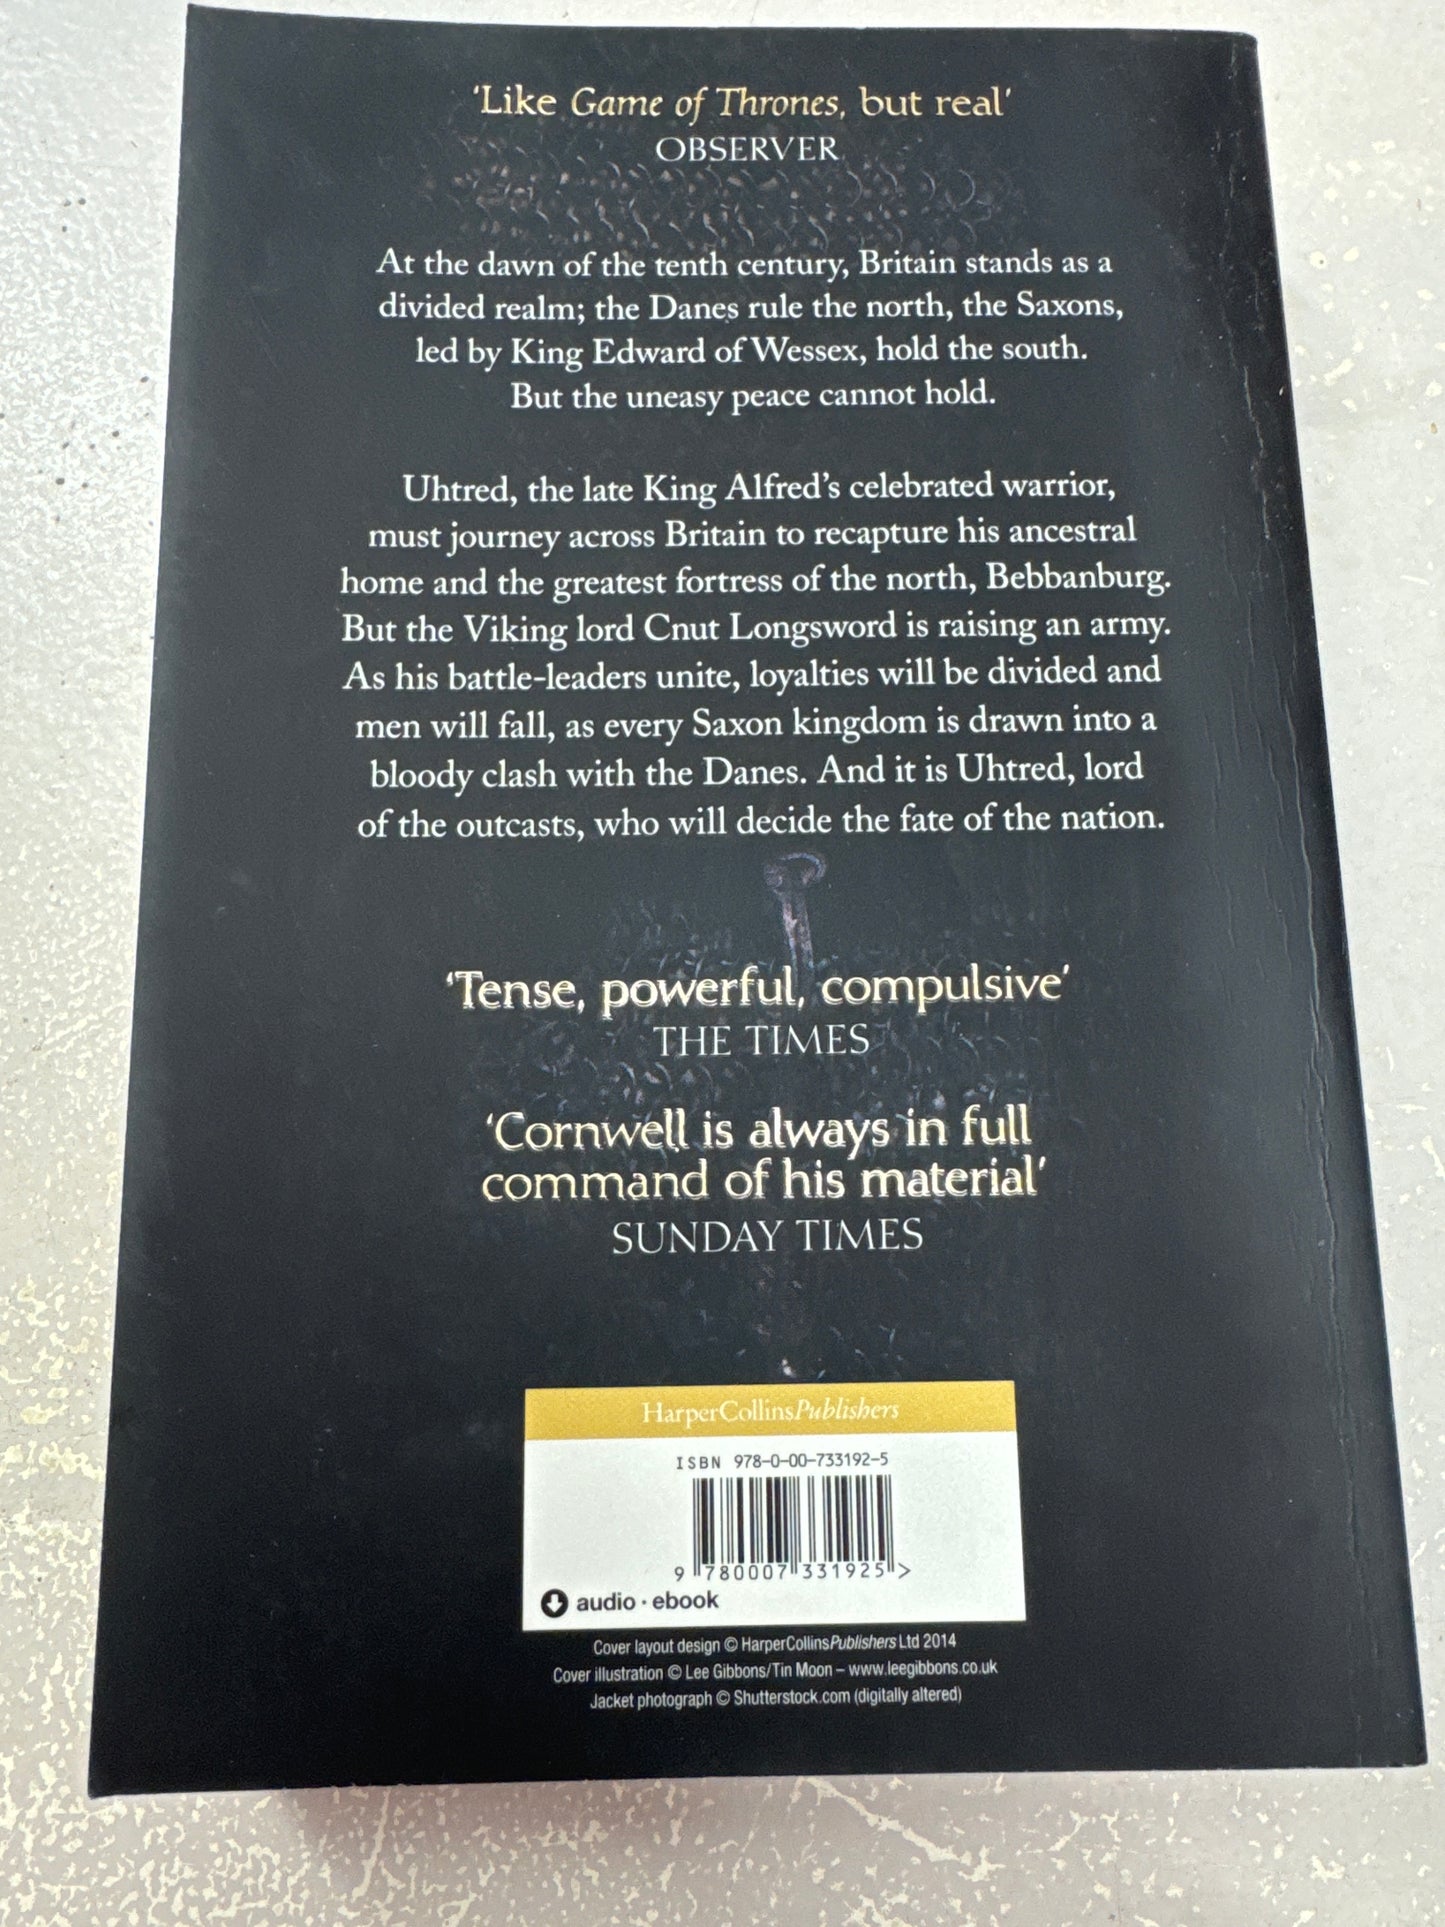 ‘Like Game of Thrones, but real’
OBSERVER
At the dawn of the tenth century, Britain stands as a
divided realm; the Danes rule the north, the Saxons,
led by King Edward of Wessex, hold the south.
But the uneasy peace cannot hold.
Uhtred, the late King Alfred’s celebrated warrior,
must journey across Britain to recapture his ancestral
home and the greatest fortress of the north, Bebbanburg.
But the Viking lord Cnut Longsword is raising an army.
As his battle-leaders unite, loyalties will be divided and
men will fall, as every Saxon kingdom is drawn into a
bloody clash with the Danes. And it is Uhtred, lord
of the outcasts, who will decide the fate of the nation.
‘Tense, powerful, compulsive’
THE TIMES
‘Cornwell is always in full
command of his material’
SUNDAY TIMES
HarperCollinsPublishers
ISBN 978-0-00-733192-5
9 780007 331925 >
audio · ebook
Cover layout design © HarperCollinsPublishers Ltd 2014
Cover illustration © Lee Gibbons/Tin Moon – www.leegibbons.co.uk
Jacket photograph © Shutterstock.com (digitally altered)